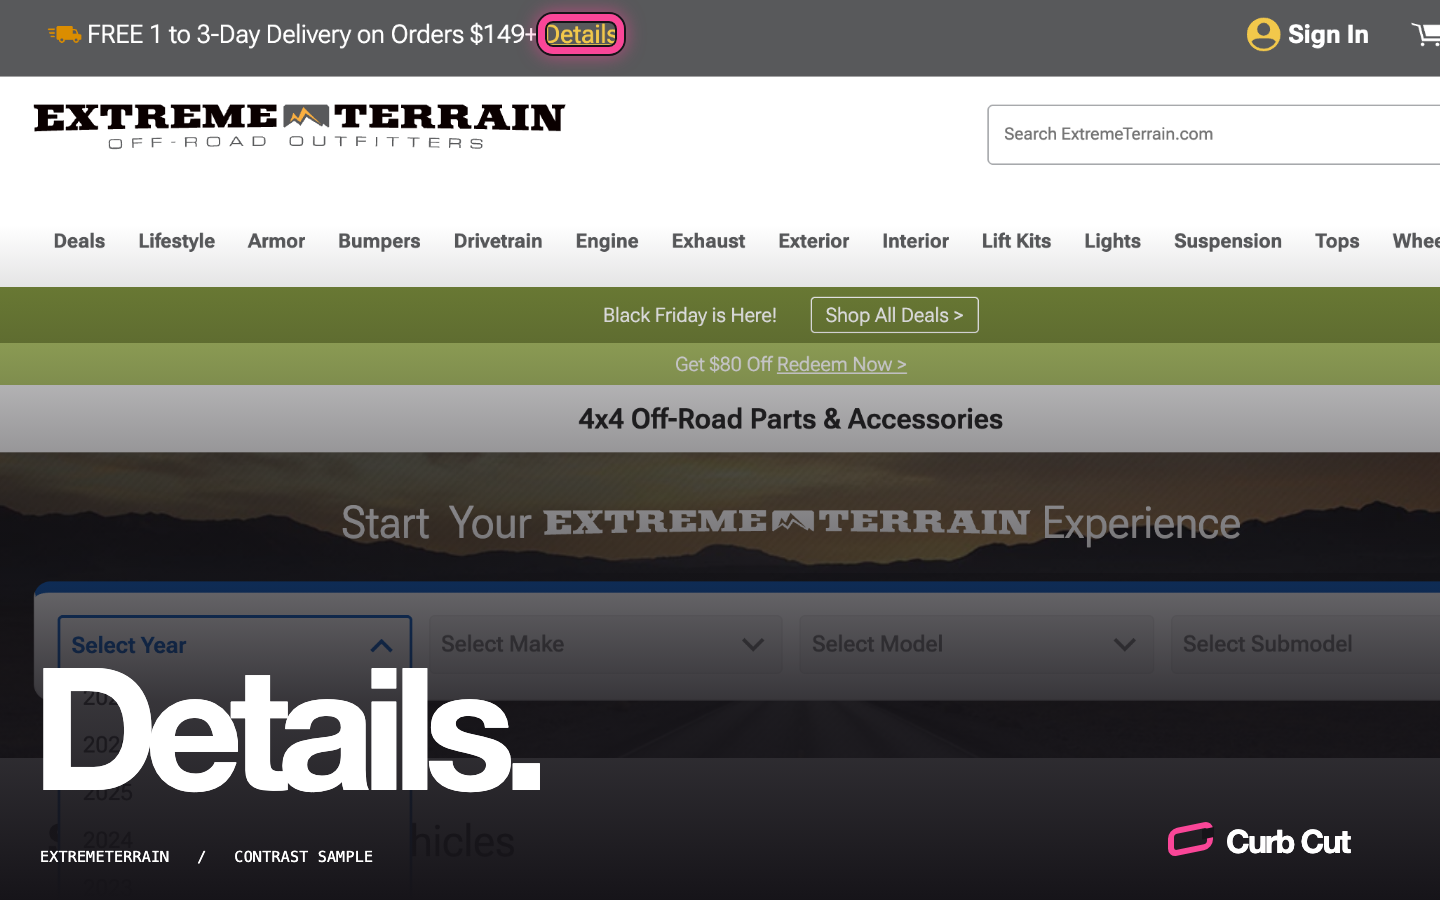 FREE 1 to 3-Day Delivery on Orders $149+ Details
Sign In
EXTREME TERRAIN
OFF-ROAD OUTFITTERS
Search ExtremeTerrain.com
Deals Lifestyle Armor Bumpers Drivetrain Engine Exhaust Exterior Interior Lift Kits Lights Suspension Tops
Black Friday is Here! Shop All Deals >
Get $80 Off Redeem Now >
4x4 Off-Road Parts & Accessories
Start Your EXTREME TERRAIN Experience
Select Year Select Make Select Model Select Submodel
2025
2024
Details.
EXTREMETERRAIN / CONTRAST SAMPLE
Curb Cut